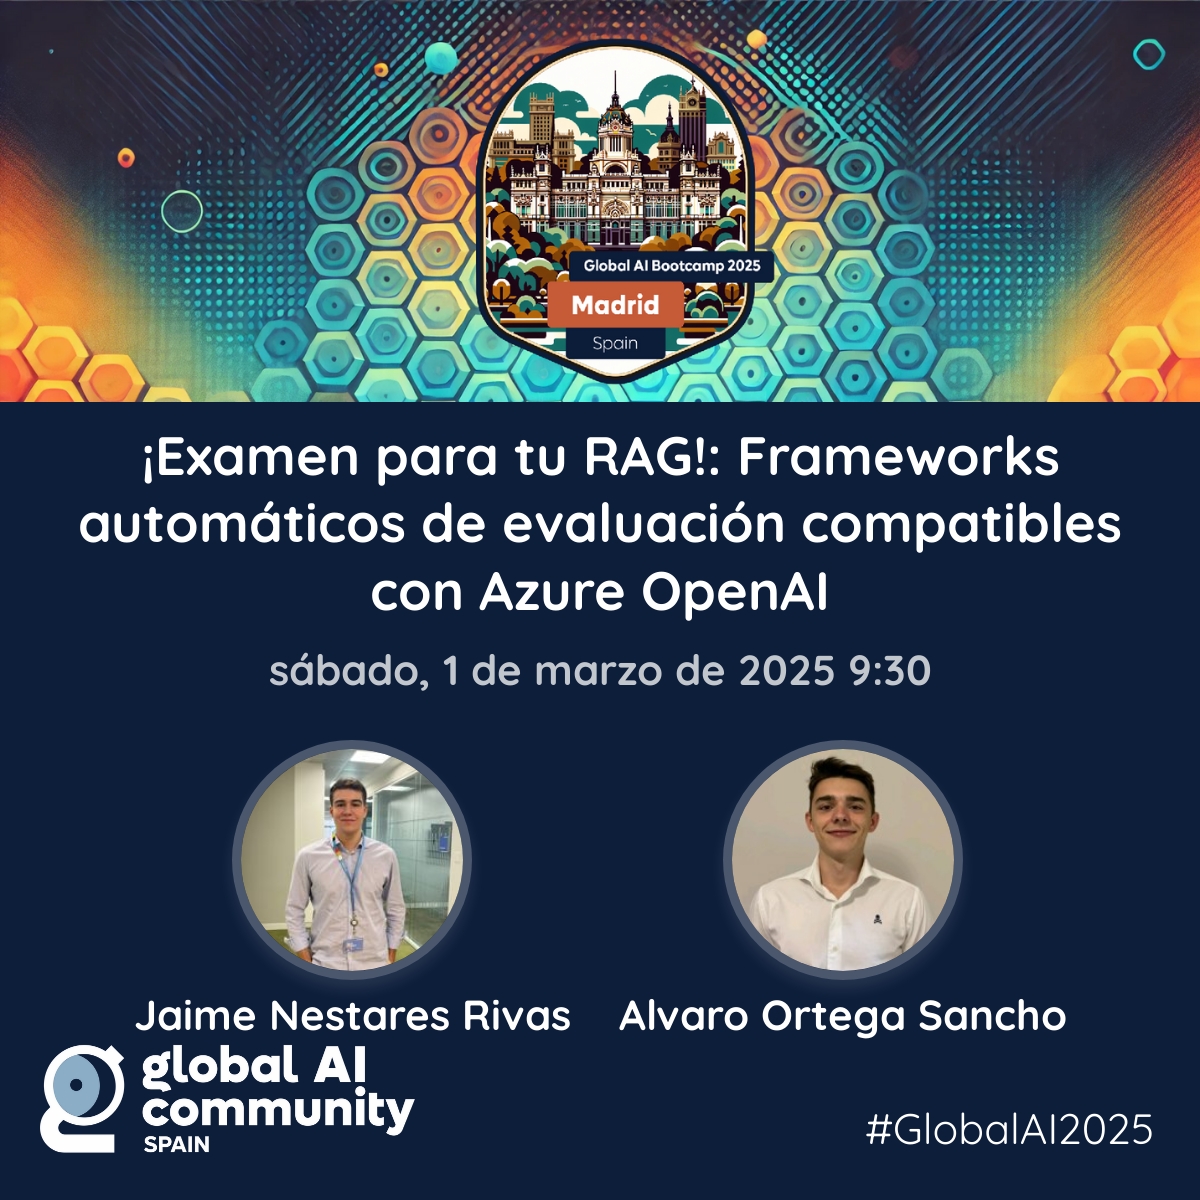 Global AI Bootcamp 2025
Madrid
Spain
¡Examen para tu RAG!: Frameworks
automáticos de evaluación compatibles
con Azure OpenAI
sábado, 1 de marzo de 2025 9:30
Jaime Nestares Rivas
Alvaro Ortega Sancho
global AI
community
SPAIN
#GlobalAI2025